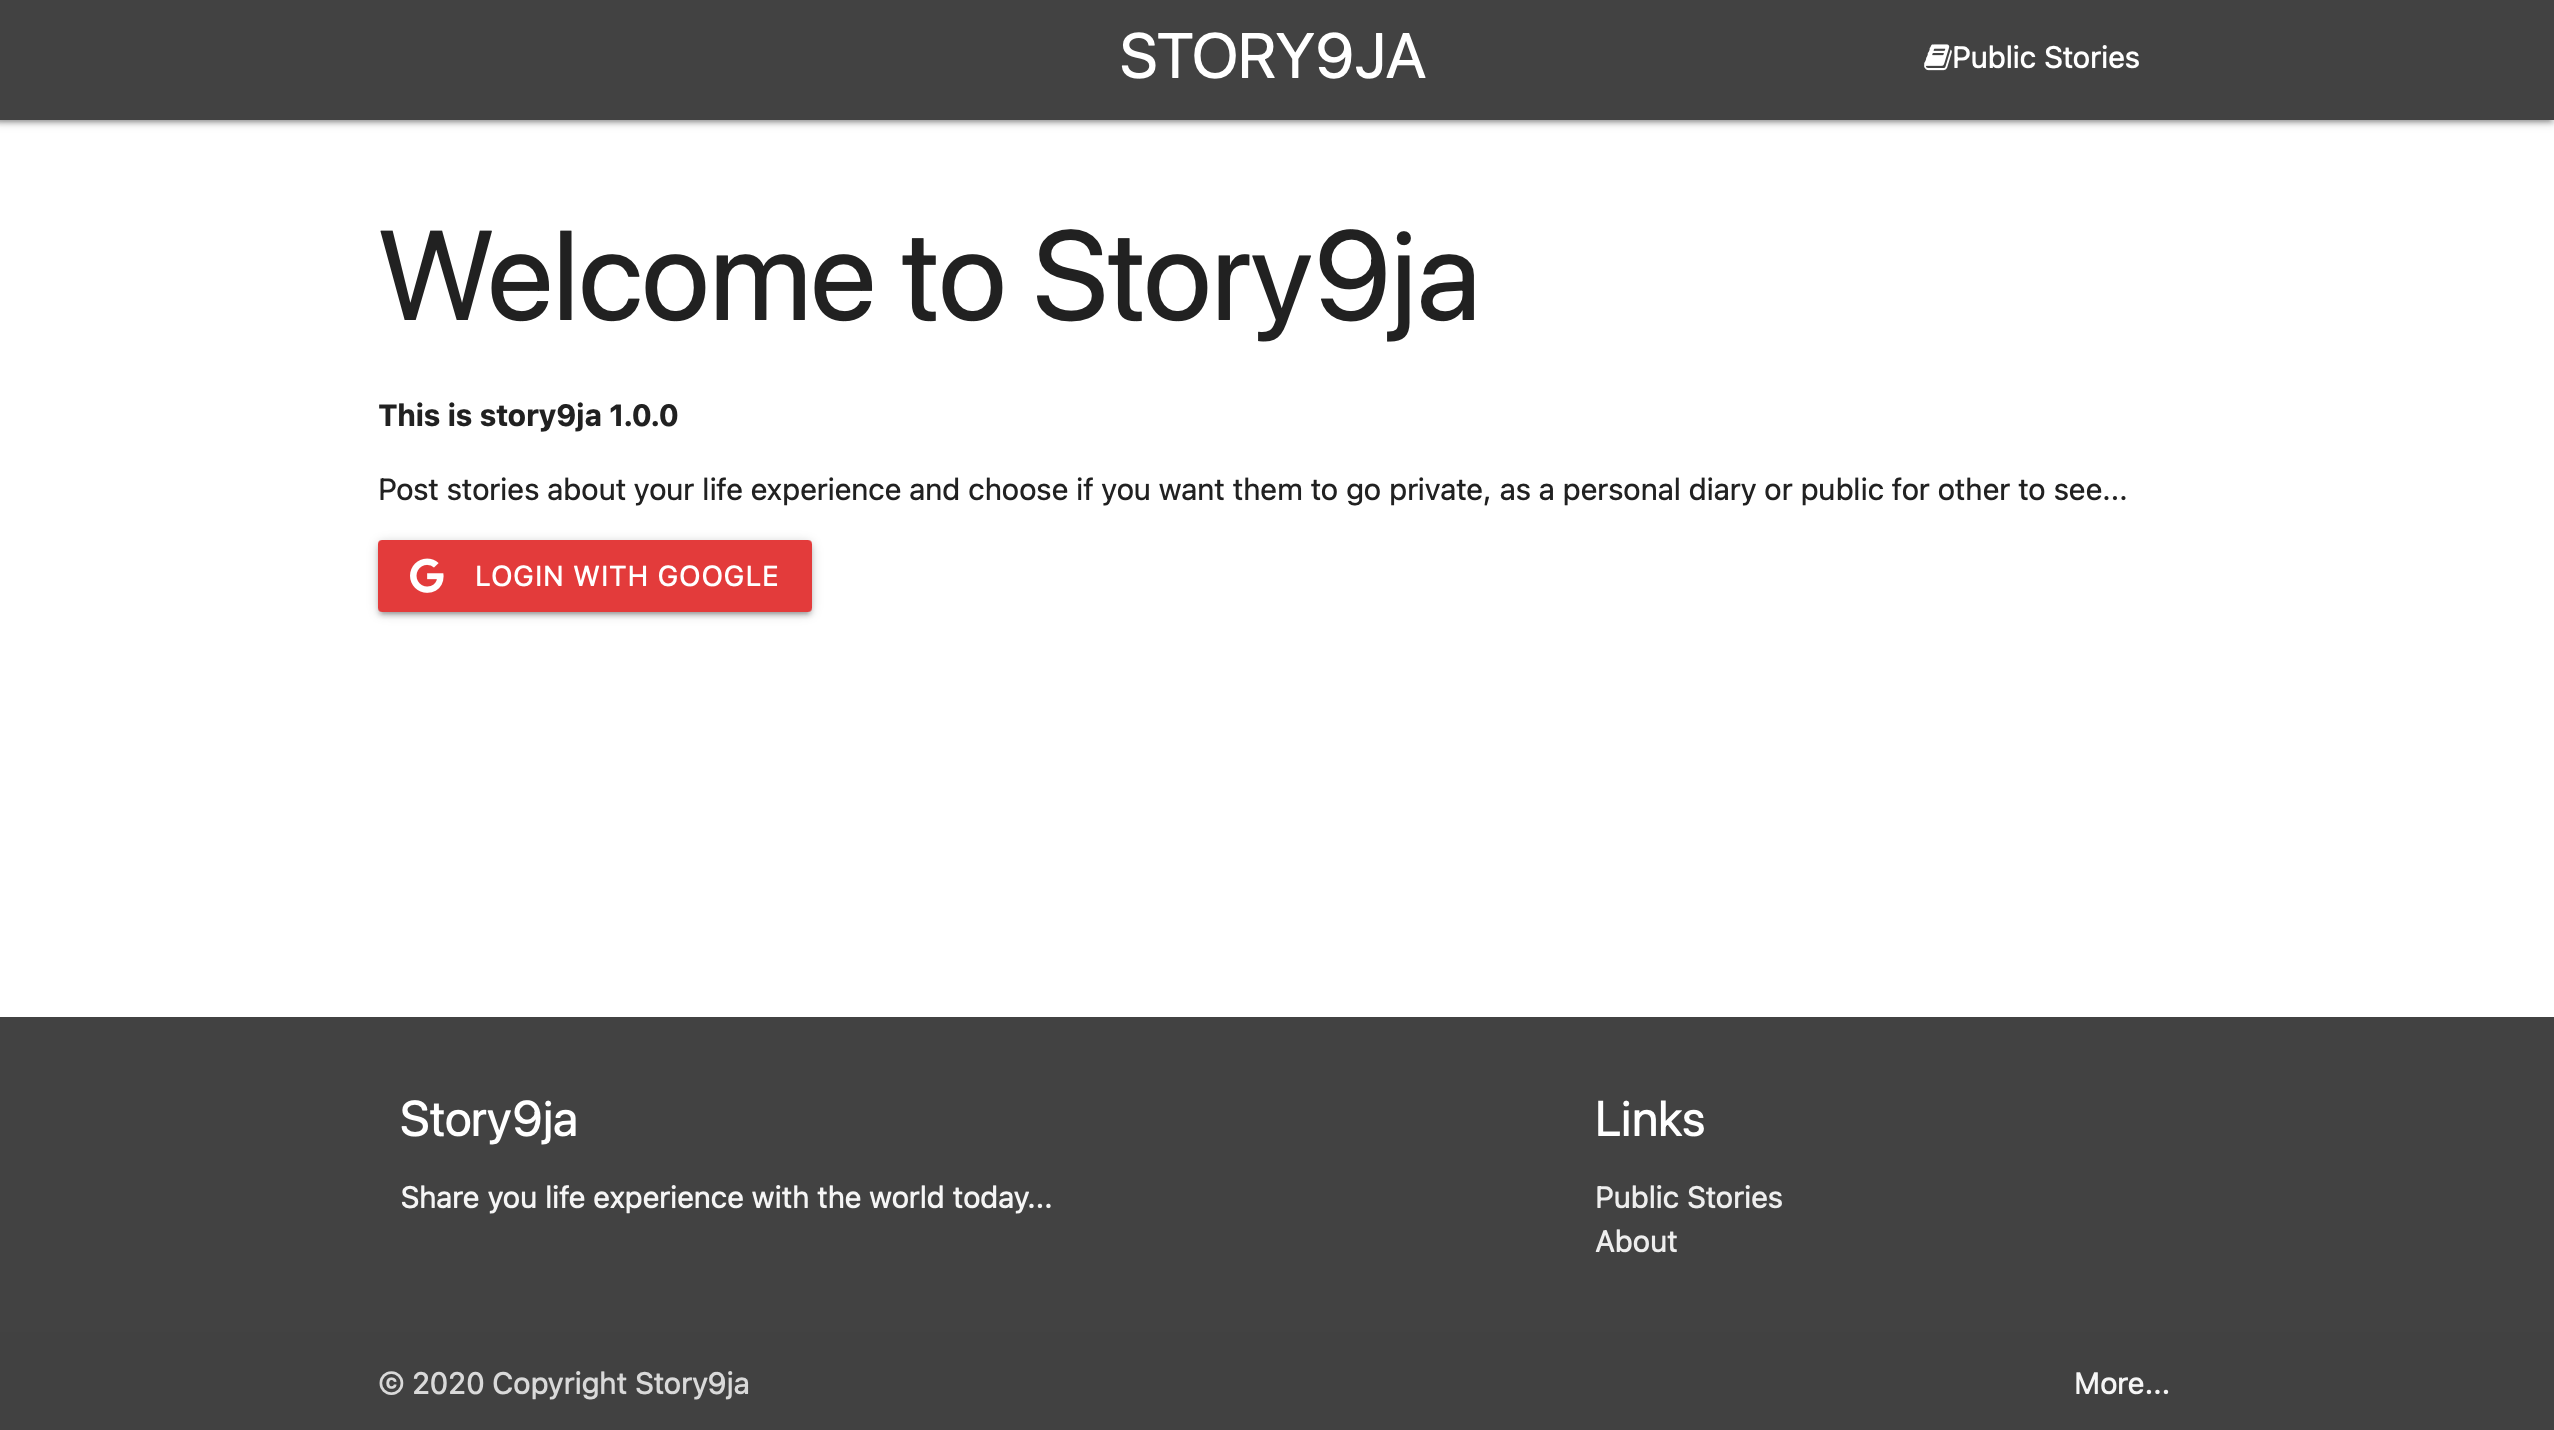 STORY9JA
Public Stories
Welcome to Story9ja
This is story9ja 1.0.0
Post stories about your life experience and choose if you want them to go private, as a personal diary or public for other to see...
LOGIN WITH GOOGLE
Story9ja
Share you life experience with the world today...
Links
Public Stories
About
© 2020 Copyright Story9ja
More...